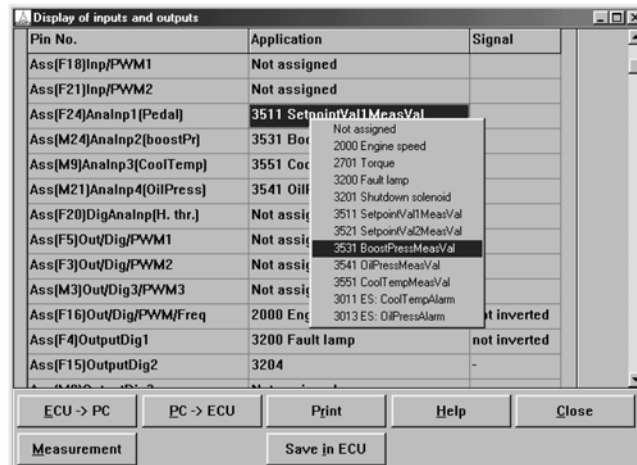 Display of inputs and outputs
Pin No. Application Signal
Ass(F18)Inp/PWM1 Not assigned
Ass(F21)Inp/PWM2 Not assigned
Ass(F24)AnaInp1(Pedal) 3511 SetpointVal1MeasVal
Ass(M24)AnaInp2(boostPr) 3531 Boo
Ass(M9)AnaInp3(CoolTemp) 3551 Coo
Ass(M21)AnaInp4(OilPress) 3541 OilP
Ass(F20)DigAnaInp(H. thr.) Not assig
Ass(F5)Out/Dig/PWM1 Not assig
Ass(F3)Out/Dig/PWM2 Not assig
Ass(M3)Out/Dig3/PWM3 Not assig
Ass(F16)Out/Dig/PWM/Freq 2000 Eng ot inverted
Ass(F4)OutputDig1 3200 Fault lamp not inverted
Ass(F15)OutputDig2 3204 -
Not assigned
2000 Engine speed
2701 Torque
3200 Fault lamp
3201 Shutdown solenoid
3511 SetpointVal1MeasVal
3521 SetpointVal2MeasVal
3531 BoostPressMeasVal
3541 OilPressMeasVal
3551 CoolTempMeasVal
3011 ES: CoolTempAlarm
3013 ES: OilPressAlarm
ECU -> PC PC -> ECU Print Help Close
Measurement Save in ECU